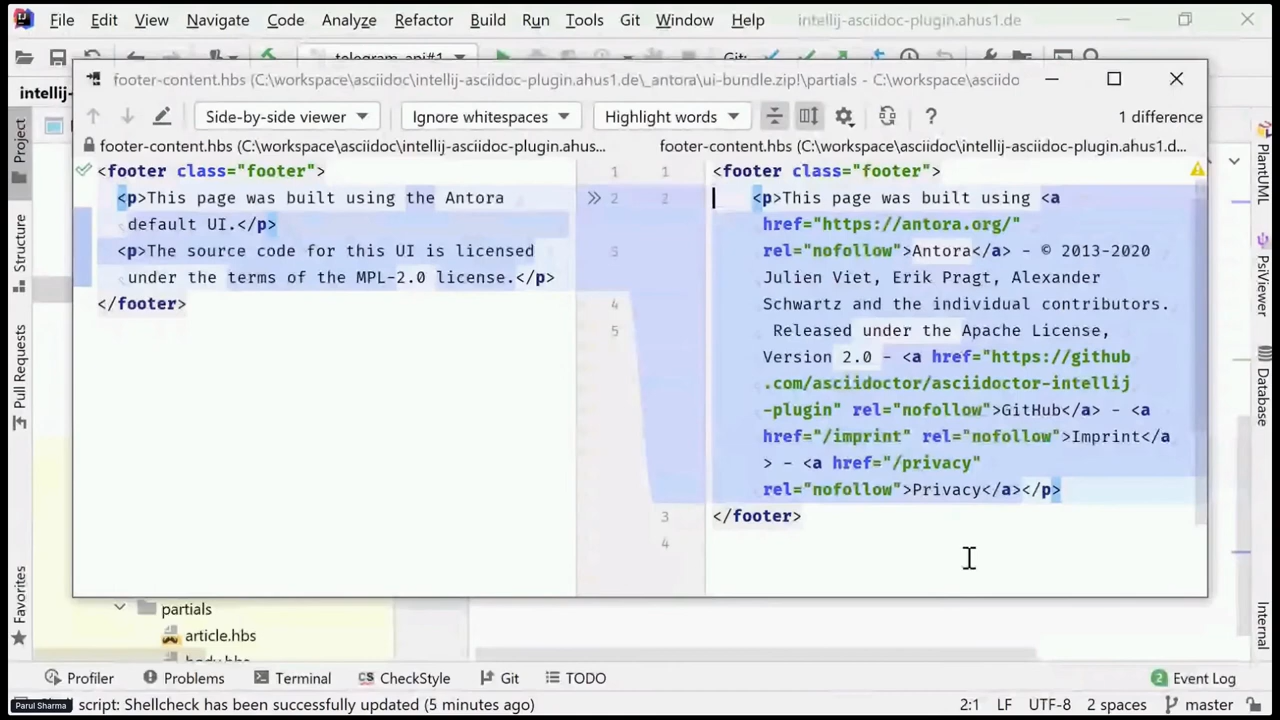 File Edit View Navigate Code Analyze Refactor Build Run Tools Git Window Help intellij-asciidoc-plugin.ahus1.de
telegram_api#1 Git:
intellij-
footer-content.hbs (C:\workspace\asciidoc\intellij-asciidoc-plugin.ahus1.de\_antora\ui-bundle.zip!\partials - C:\workspace\asciido
Side-by-side viewer Ignore whitespaces Highlight words ? 1 difference
footer-content.hbs (C:\workspace\asciidoc\intellij-asciidoc-plugin.ahus...
footer-content.hbs (C:\workspace\asciidoc\intellij-asciidoc-plugin.ahus1.d...
<footer class="footer">
<p>This page was built using the Antora
default UI.</p>
<p>The source code for this UI is licensed
under the terms of the MPL-2.0 license.</p>
</footer>
1 1
2 2
3
4
5
3
4
<footer class="footer">
<p>This page was built using <a
href="https://antora.org/"
rel="nofollow">Antora</a> - © 2013-2020
Julien Viet, Erik Pragt, Alexander
Schwartz and the individual contributors.
Released under the Apache License,
Version 2.0 - <a href="https://github
.com/asciidoctor/asciidoctor-intellij
-plugin" rel="nofollow">GitHub</a> - <a
href="/imprint" rel="nofollow">Imprint</a
> - <a href="/privacy"
rel="nofollow">Privacy</a></p>
</footer>
Project
Structure
Pull Requests
Favorites
PlantUML
PsiViewer
Database
Internal
partials
article.hbs
body.hbs
Profiler Problems Terminal CS CheckStyle Git TODO 2 Event Log
Parul Sharma
script: Shellcheck has been successfully updated (5 minutes ago) 2:1 LF UTF-8 2 spaces master